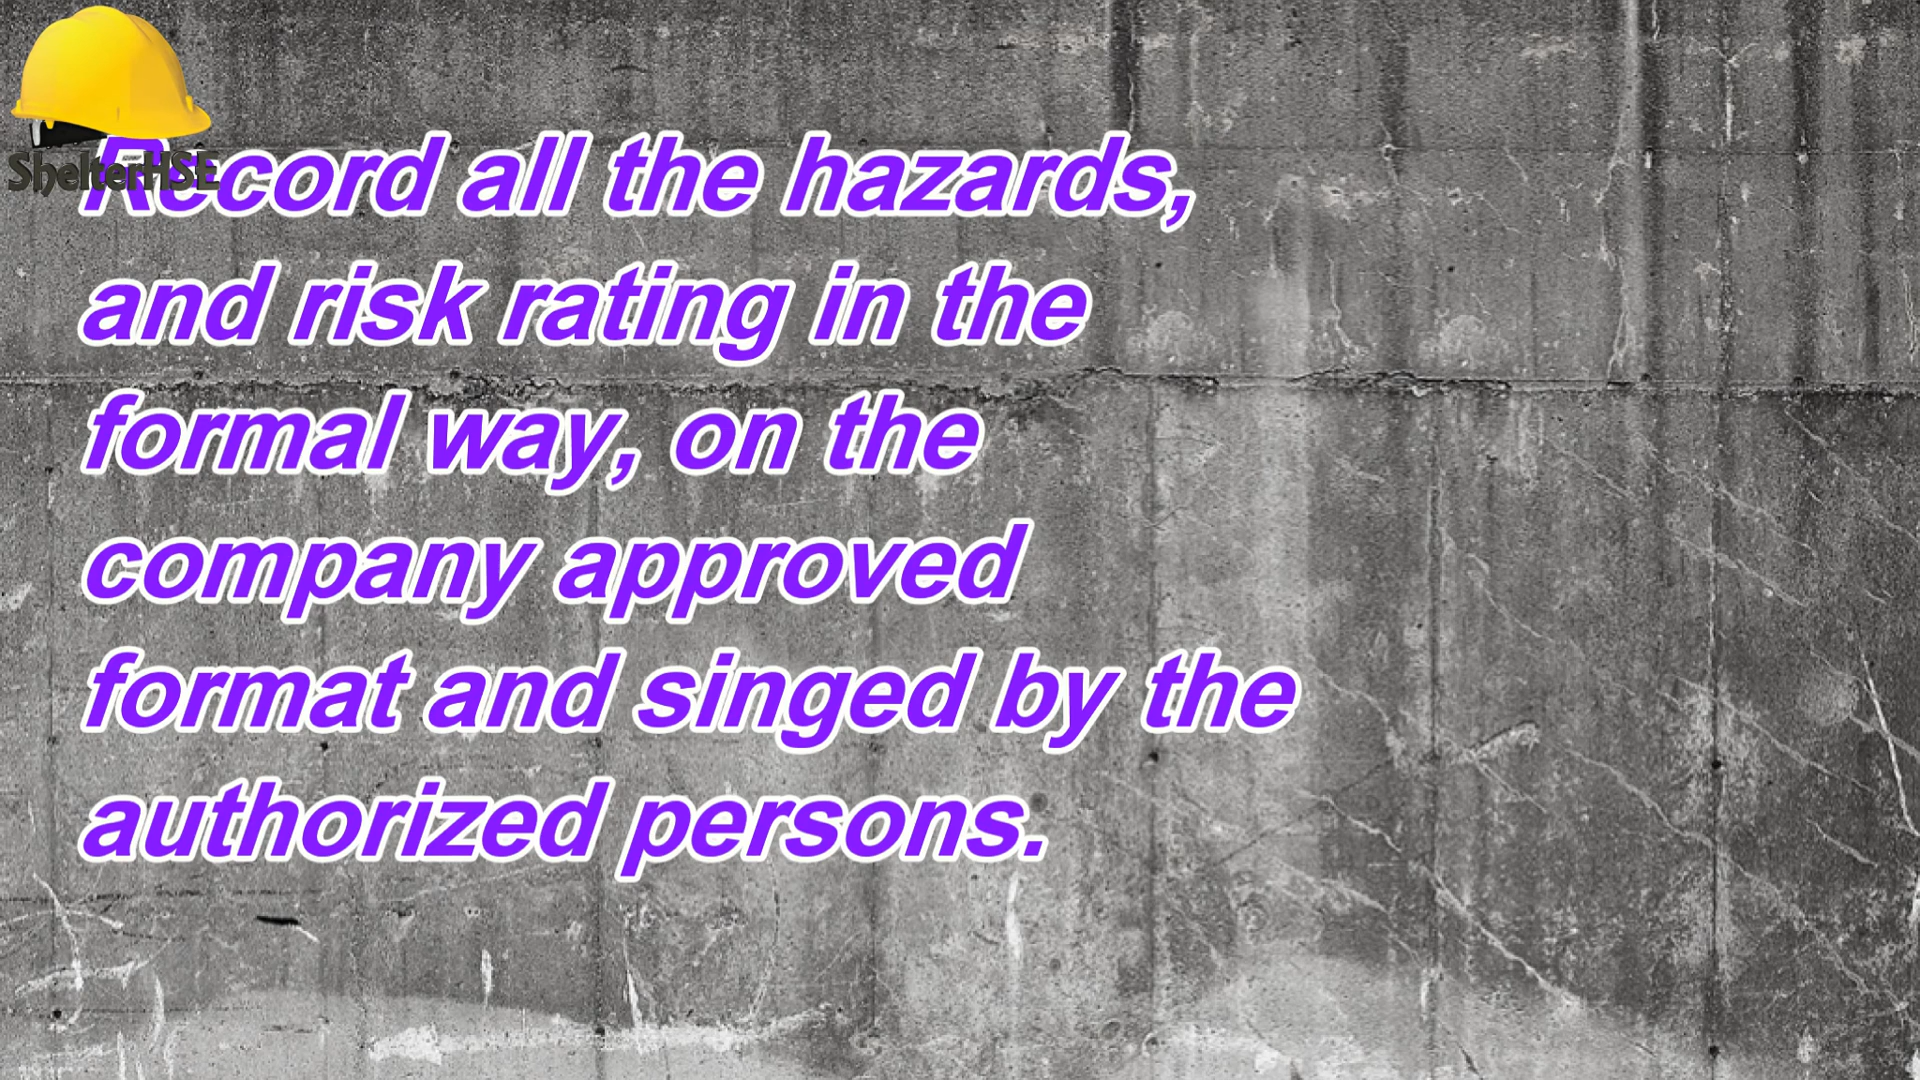 ShelterHSE
Record all the hazards,
and risk rating in the
formal way, on the
company approved
format and singed by the
authorized persons.